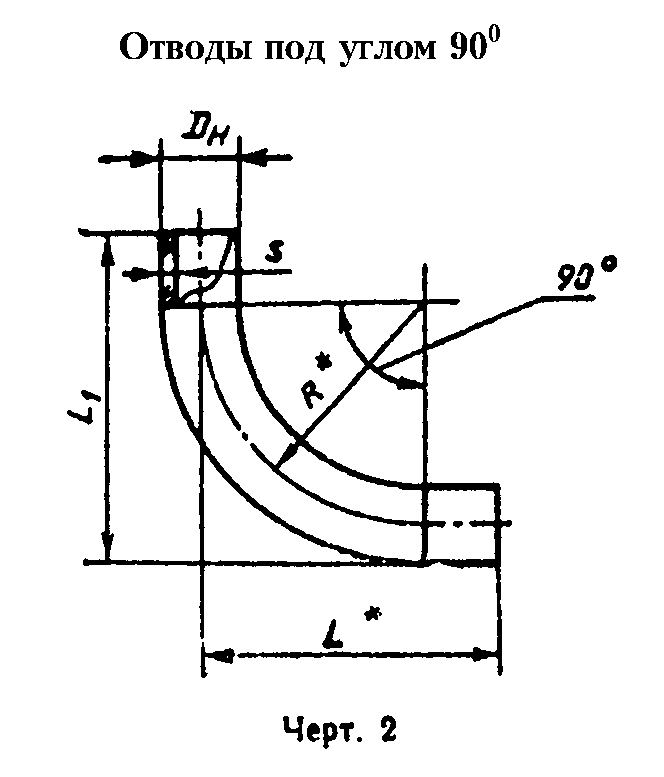 Отводы под углом 90⁰
Dн
s
90°
R*
L₁
L*
Черт. 2